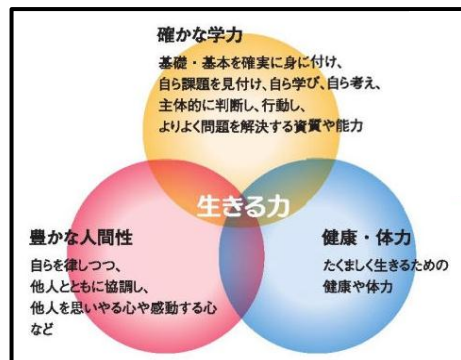 確かな学力
基礎・基本を確実に身に付け、
自ら課題を見付け、自ら学び、自ら考え、
主体的に判断し、行動し、
よりよく問題を解決する資質や能力
生きる力
豊かな人間性
自らを律しつつ、
他人とともに協調し、
他人を思いやる心や感動する心
など
健康・体力
たくましく生きるための
健康や体力